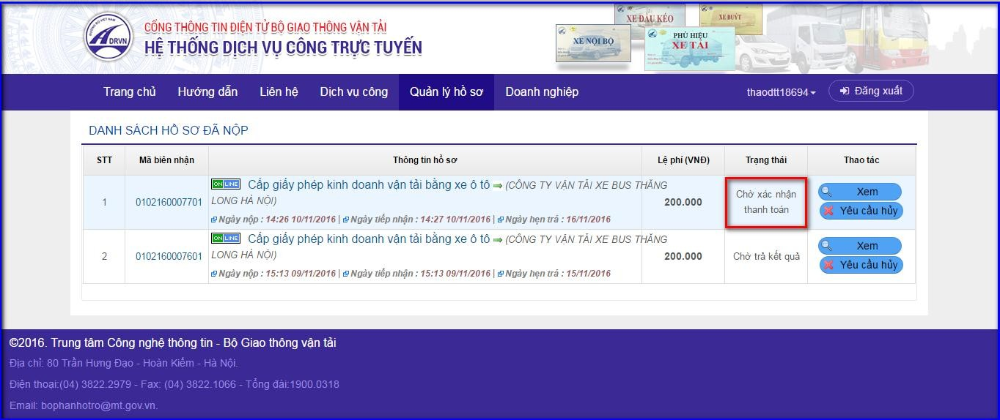 ĐƯỜNG BỘ VIỆT NAM
DRVN
CỔNG THÔNG TIN ĐIỆN TỬ BỘ GIAO THÔNG VẬN TẢI
HỆ THỐNG DỊCH VỤ CÔNG TRỰC TUYẾN
XE ĐẦU KÉO
XE BUÝT
XE NỘI BỘ
PHÙ HIỆU
XE TẢI
Trang chủ Hướng dẫn Liên hệ Dịch vụ công Quản lý hồ sơ Doanh nghiệp thaodtt18694 Đăng xuất
DANH SÁCH HỒ SƠ ĐÃ NỘP
STT Mã biên nhận Thông tin hồ sơ Lệ phí (VNĐ) Trạng thái Thao tác
1 0102160007701 ONLINE Cấp giấy phép kinh doanh vận tải bằng xe ô tô (CÔNG TY VẬN TẢI XE BUS THĂNG
LONG HÀ NỘI)
Ngày nộp : 14:26 10/11/2016 | Ngày tiếp nhận : 14:27 10/11/2016 | Ngày hẹn trả : 16/11/2016
200.000
Chờ xác nhận
thanh toán
Xem
Yêu cầu hủy
2 0102160007601 ONLINE Cấp giấy phép kinh doanh vận tải bằng xe ô tô (CÔNG TY VẬN TẢI XE BUS THĂNG
LONG HÀ NỘI)
Ngày nộp : 15:13 09/11/2016 | Ngày tiếp nhận : 15:13 09/11/2016 | Ngày hẹn trả : 15/11/2016
200.000
Chờ trả kết quả
Xem
Yêu cầu hủy
©2016. Trung tâm Công nghệ thông tin - Bộ Giao thông vận tải
Địa chỉ: 80 Trần Hưng Đạo - Hoàn Kiếm - Hà Nội.
Điện thoại:(04) 3822.2979 - Fax: (04) 3822.1066 - Tổng đài:1900.0318
Email: bophanhotro@mt.gov.vn.